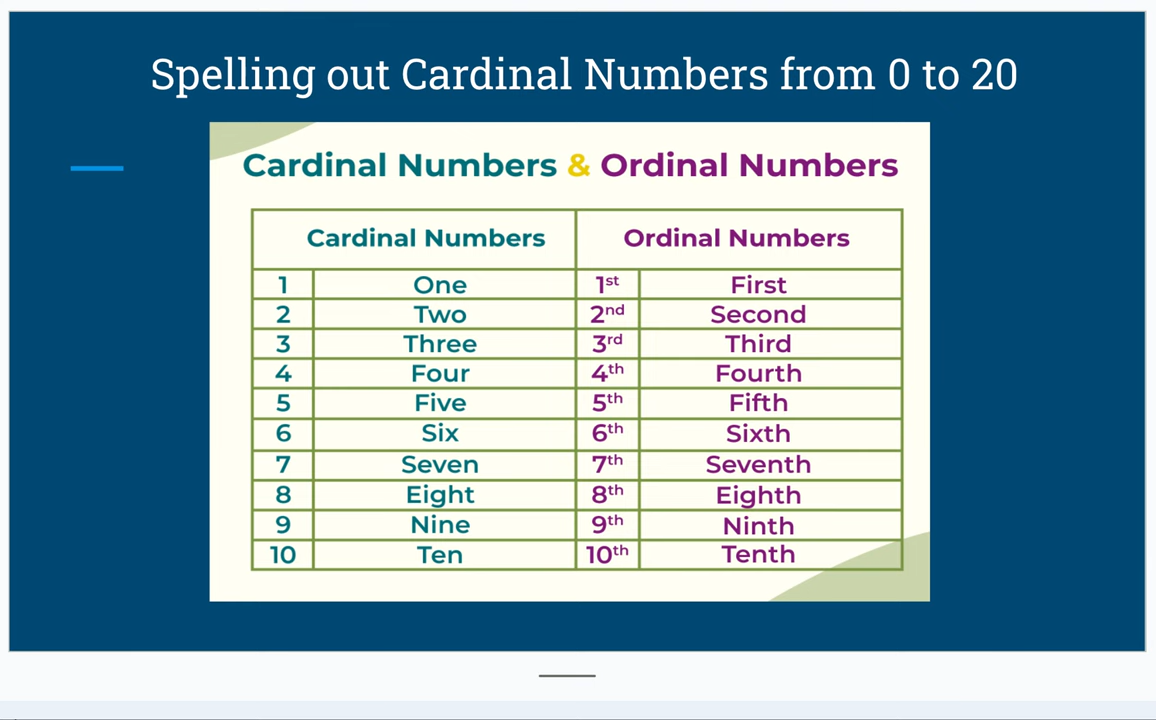 Spelling out Cardinal Numbers from 0 to 20
Cardinal Numbers & Ordinal Numbers
Cardinal Numbers Ordinal Numbers
1 One 1st First
2 Two 2nd Second
3 Three 3rd Third
4 Four 4th Fourth
5 Five 5th Fifth
6 Six 6th Sixth
7 Seven 7th Seventh
8 Eight 8th Eighth
9 Nine 9th Ninth
10 Ten 10th Tenth